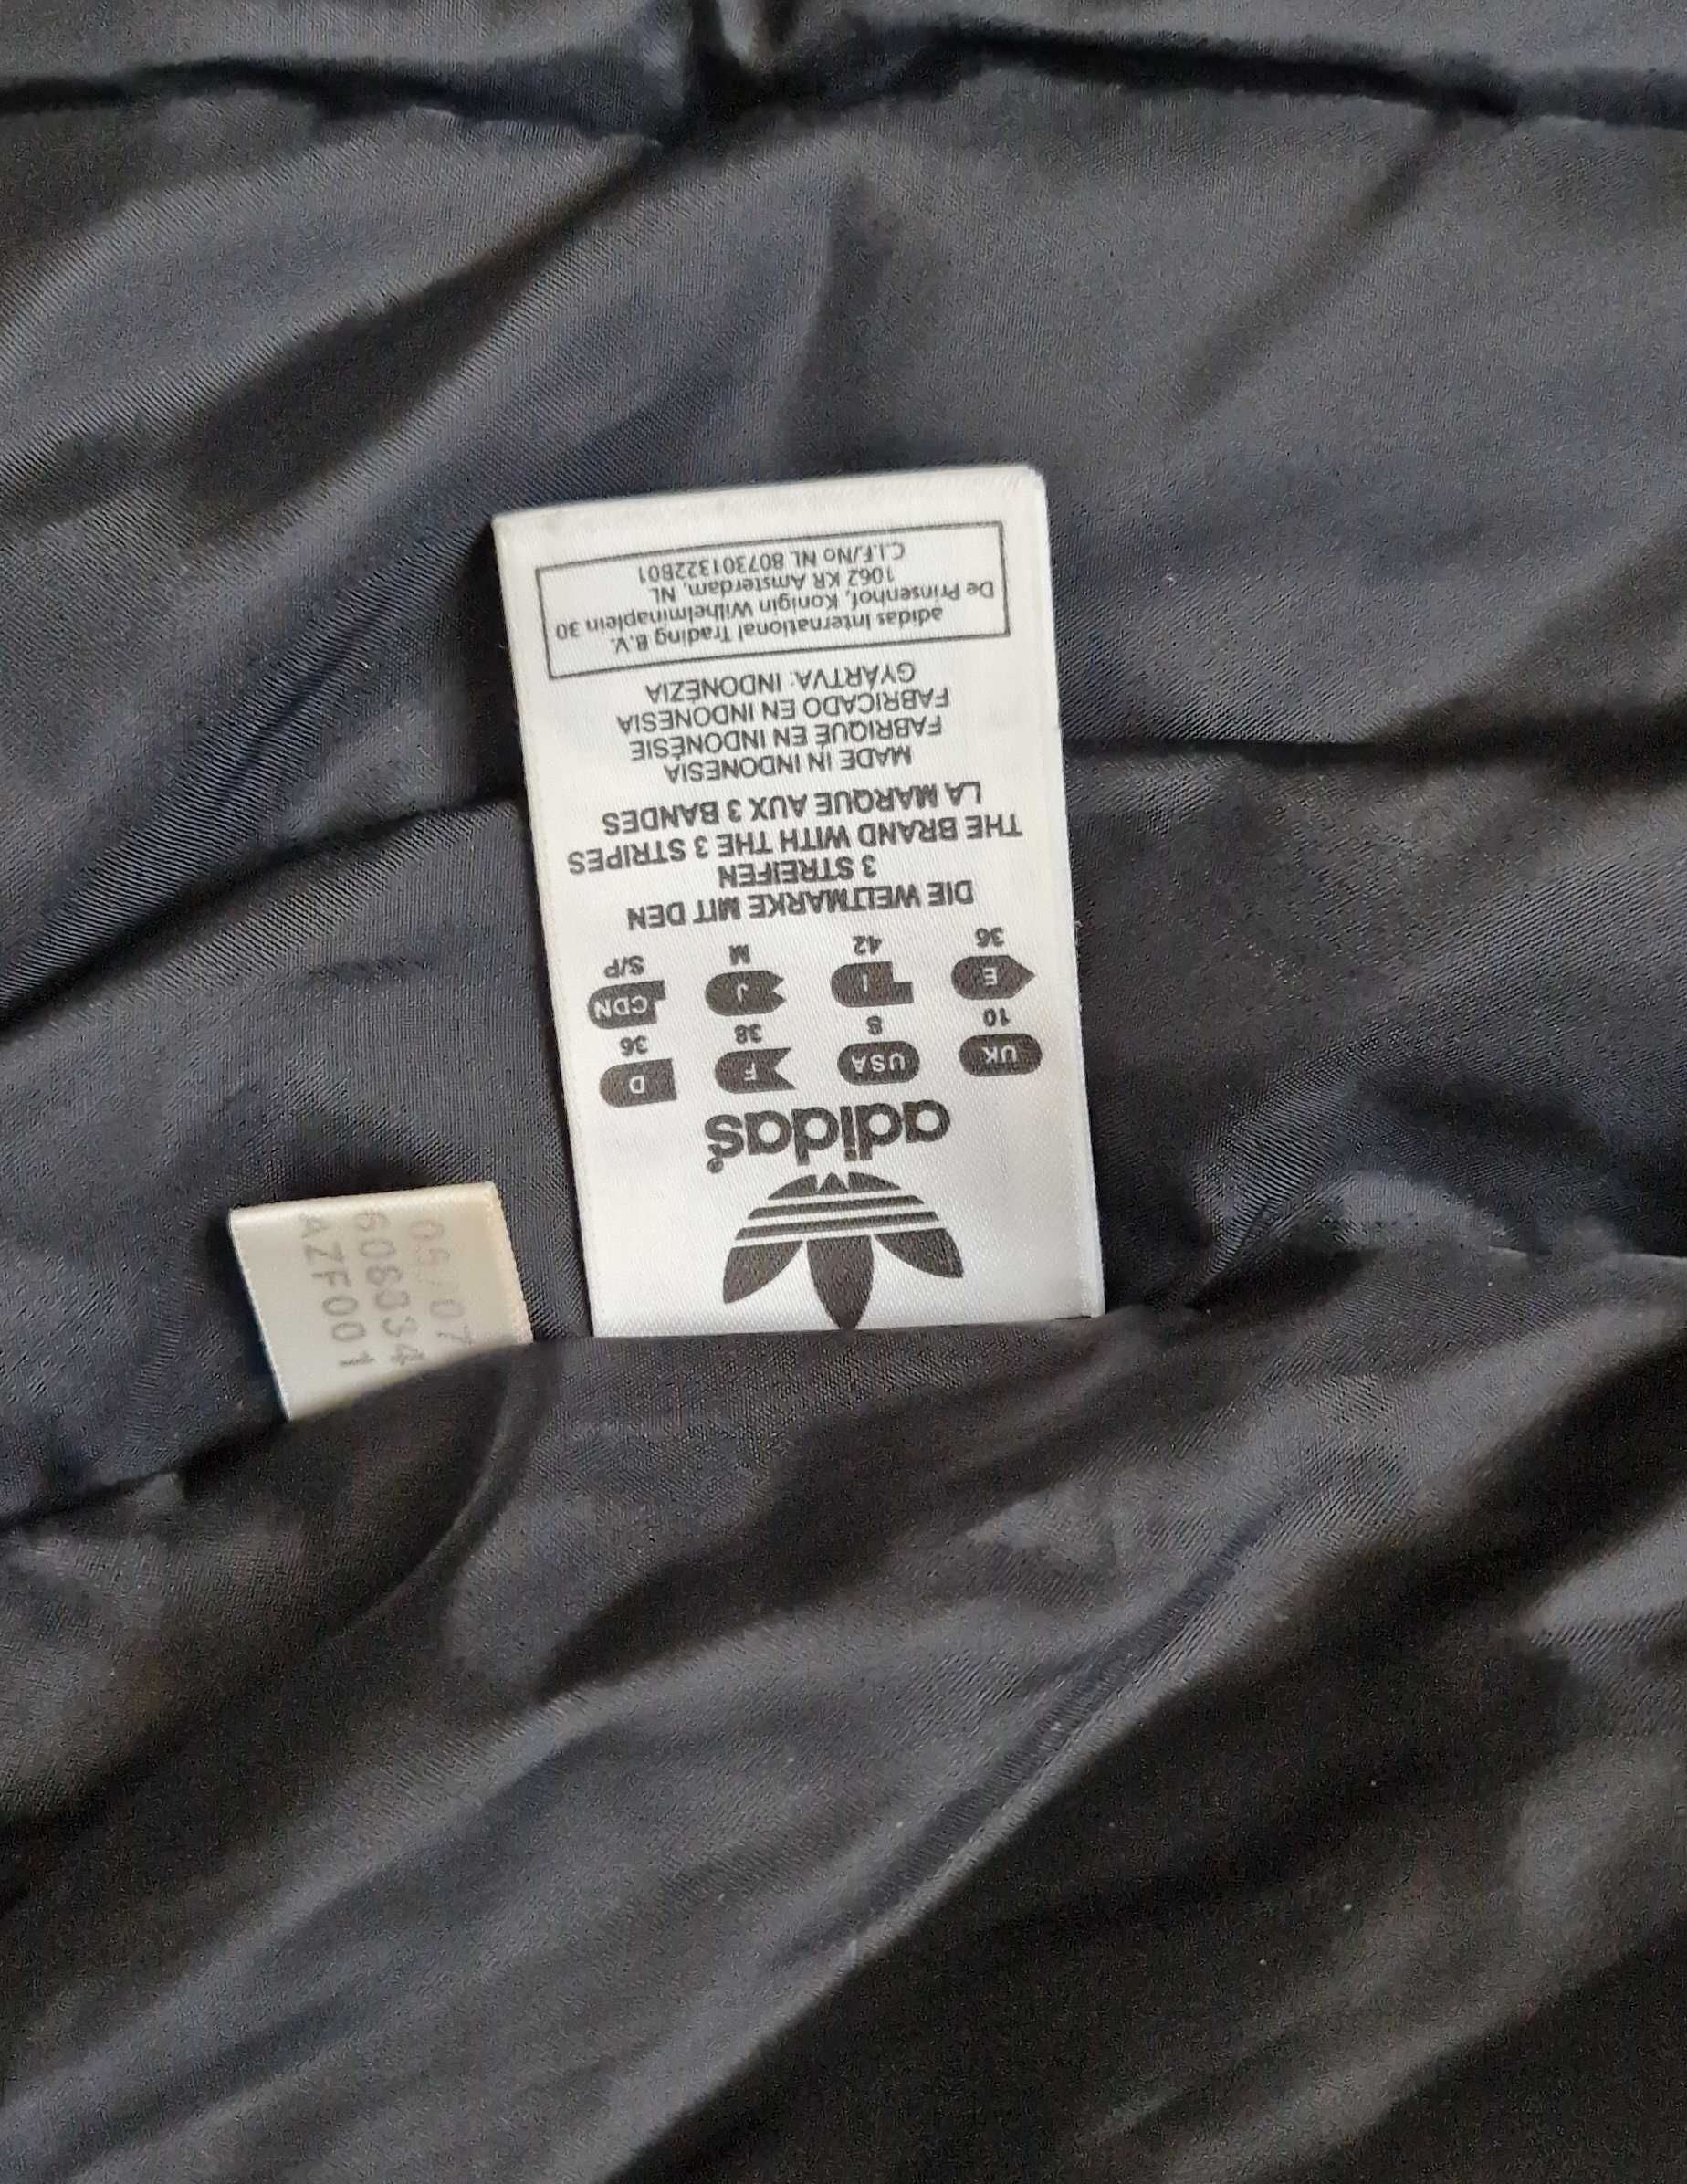 adidas
UK USA F D
10 8 38 36
E I J CDN
36 42 M S/P
DIE WELTMARKE MIT DEN
3 STREIFEN
THE BRAND WITH THE 3 STRIPES
LA MARQUE AUX 3 BANDES
MADE IN INDONESIA
FABRIQUÉ EN INDONÉSIE
FABRICADO EN INDONESIA
GYÁRTVA: INDONEZIA
adidas International Trading B.V.
De Prinsenhof, Konigin Wilhelminaplein 30
1062 KR Amsterdam, NL
C.I.F./No NL 807301322B01
05/07
608334
AZF001